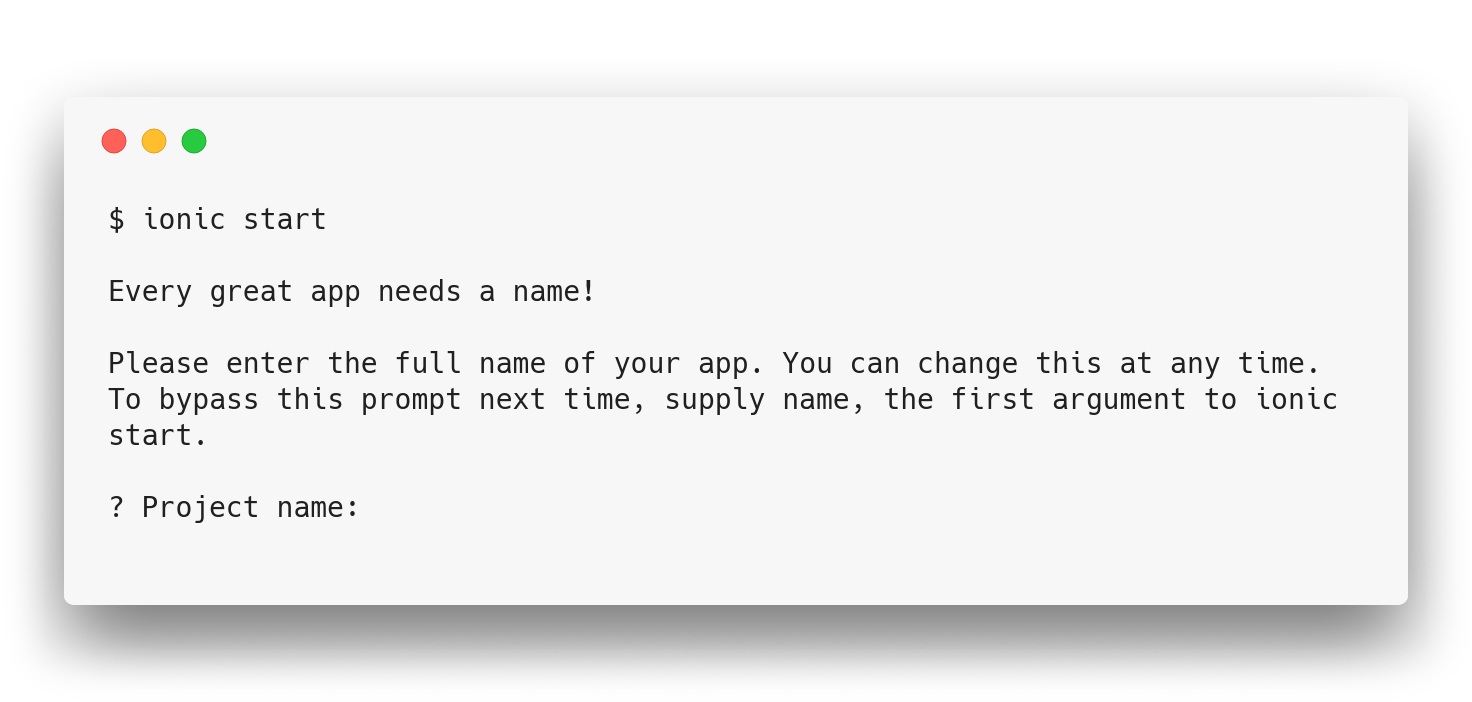 $ ionic start
Every great app needs a name!
Please enter the full name of your app. You can change this at any time.
To bypass this prompt next time, supply name, the first argument to ionic
start.
? Project name: